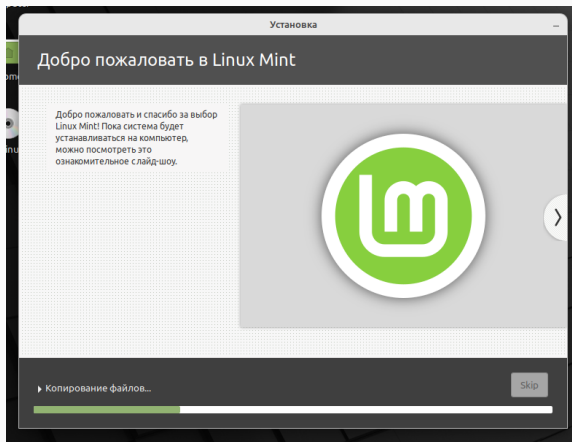 Установка
Добро пожаловать в Linux Mint
Добро пожаловать и спасибо за выбор
Linux Mint! Пока система будет
устанавливаться на компьютер,
можно посмотреть это
ознакомительное слайд-шоу.
Копирование файлов...
Skip